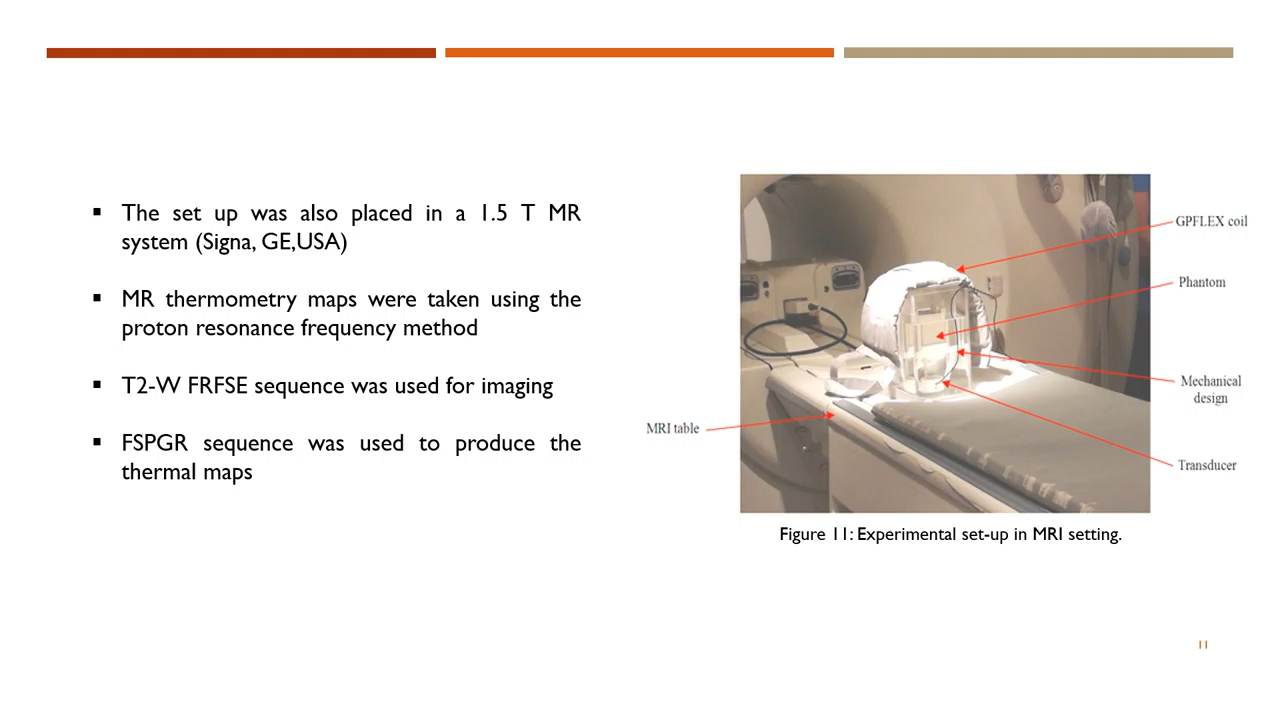 The set up was also placed in a 1.5 T MR
system (Signa, GE,USA)
MR thermometry maps were taken using the
proton resonance frequency method
T2-W FRFSE sequence was used for imaging
FSPGR sequence was used to produce the
thermal maps
GPFLEX coil
Phantom
Mechanical
design
MRI table
Transducer
Figure 11: Experimental set-up in MRI setting.
11